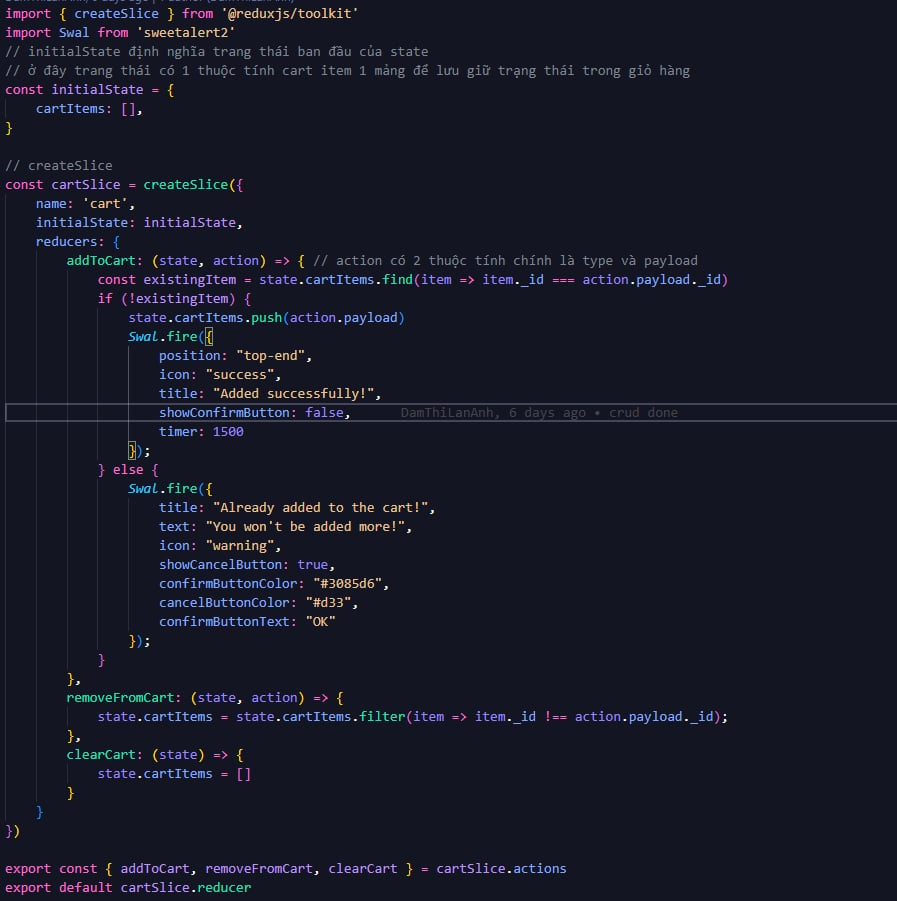 import { createSlice } from '@reduxjs/toolkit'
import Swal from 'sweetalert2'
// initialState định nghĩa trang thái ban đầu của state
// ở đây trang thái có 1 thuộc tính cart item 1 mảng để lưu giữ trạng thái trong giỏ hàng
const initialState = {
    cartItems: [],
}

// createSlice
const cartSlice = createSlice({
    name: 'cart',
    initialState: initialState,
    reducers: {
        addToCart: (state, action) => { // action có 2 thuộc tính chính là type và payload
            const existingItem = state.cartItems.find(item => item._id === action.payload._id)
            if (!existingItem) {
                state.cartItems.push(action.payload)
                Swal.fire({
                    position: "top-end",
                    icon: "success",
                    title: "Added successfully!",
                    showConfirmButton: false,    DamThiLanAnh, 6 days ago • crud done
                    timer: 1500
                });
            } else {
                Swal.fire({
                    title: "Already added to the cart!",
                    text: "You won't be added more!",
                    icon: "warning",
                    showCancelButton: true,
                    confirmButtonColor: "#3085d6",
                    cancelButtonColor: "#d33",
                    confirmButtonText: "OK"
                });
            }
        },
        removeFromCart: (state, action) => {
            state.cartItems = state.cartItems.filter(item => item._id !== action.payload._id);
        },
        clearCart: (state) => {
            state.cartItems = []
        }
    }
})

export const { addToCart, removeFromCart, clearCart } = cartSlice.actions
export default cartSlice.reducer